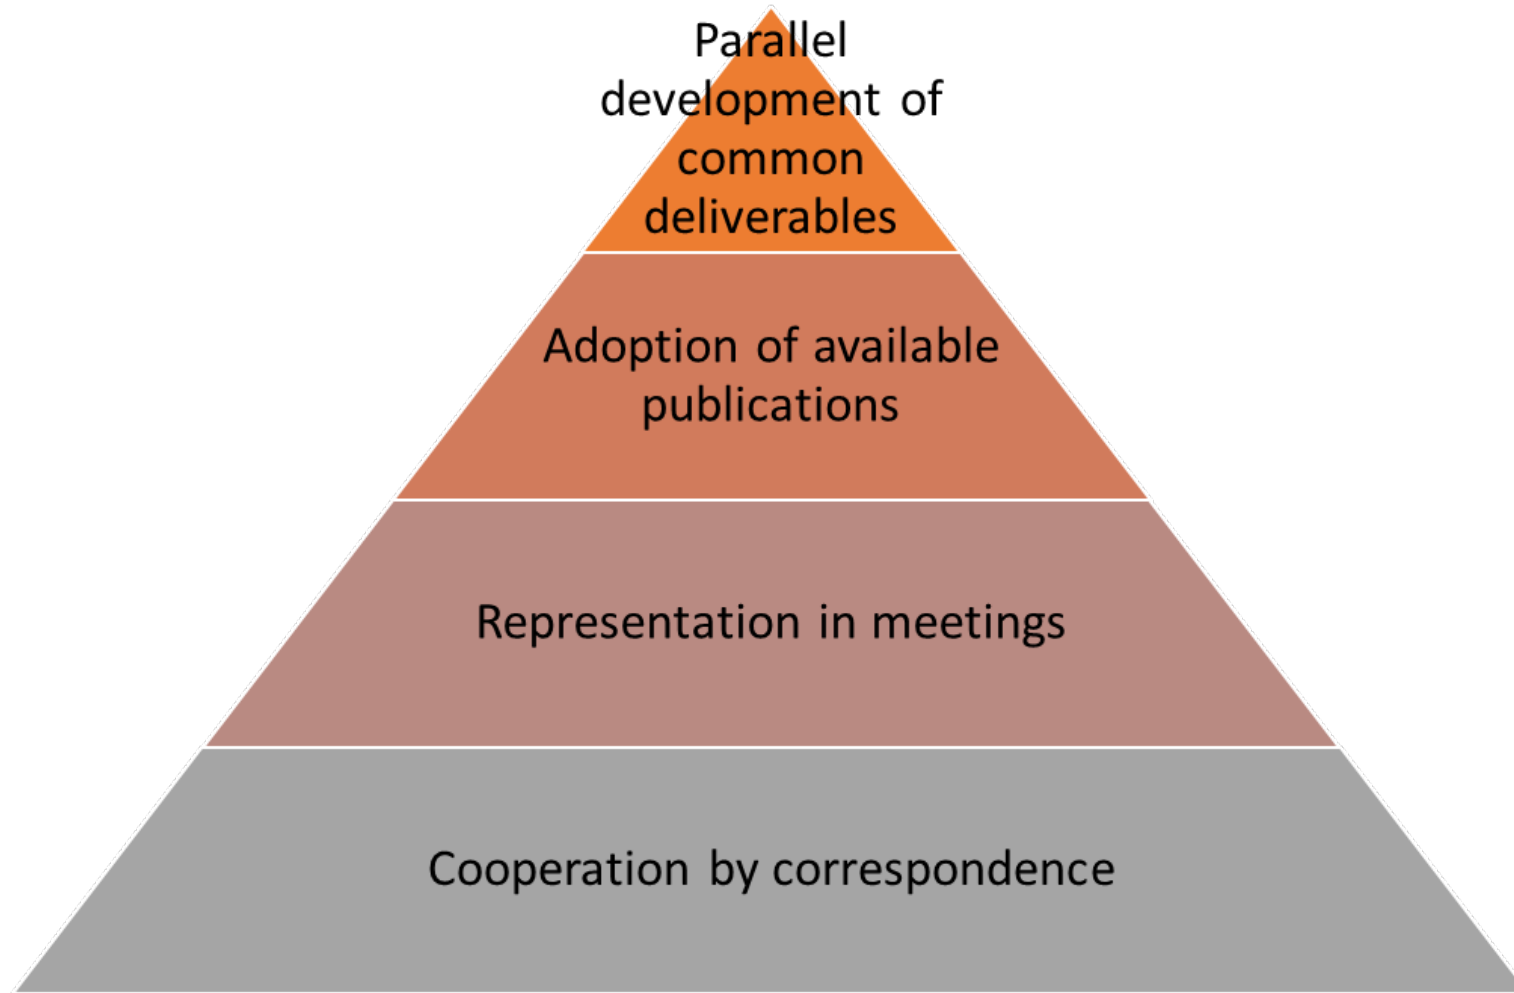 Parallel
development of
common
deliverables
Adoption of available
publications
Representation in meetings
Cooperation by correspondence